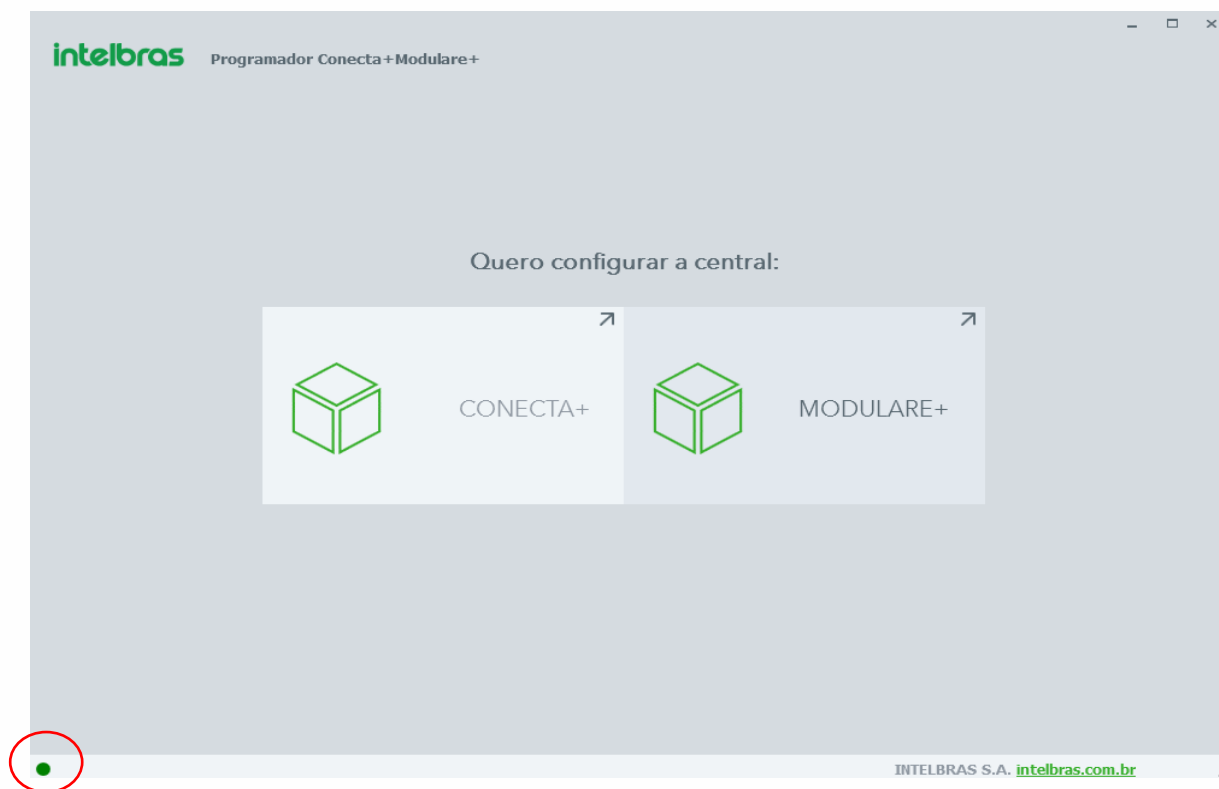 intelbras Programador Conecta+Modulare+
Quero configurar a central:
CONECTA+ MODULARE+
INTELBRAS S.A. intelbras.com.br